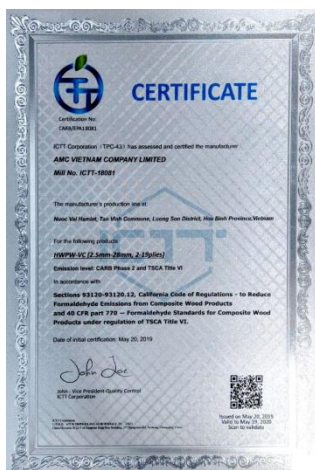 CERTIFICATE
Certification No.
CARB/EPA18081
ICTT Corporation (TPC-43) has assessed and certified the manufacturer
AMC VIETNAM COMPANY LIMITED
Mill No. ICTT-18081
The manufacturer's production line at
Nuoc Vai Hamlet, Tan Vinh Commune, Luong Son District, Hoa Binh Province, Vietnam
For the following products
HWPW-VC (2.5mm-28mm, 2-19plies)
Emission level: CARB Phase 2 and TSCA Title VI
In accordance with
Sections 93120-93120.12, California Code of Regulations - to Reduce
Formaldehyde Emissions from Composite Wood Products
and 40 CFR part 770 – Formaldehyde Standards for Composite Wood
Products under regulation of TSCA Title VI.
Date of initial certification: May 20, 2019
John Doe
John - Vice President-Quality Control
ICTT Corporation
Issued on May 20, 2019
Valid to May 19, 2020
Scan to validate
ICTT